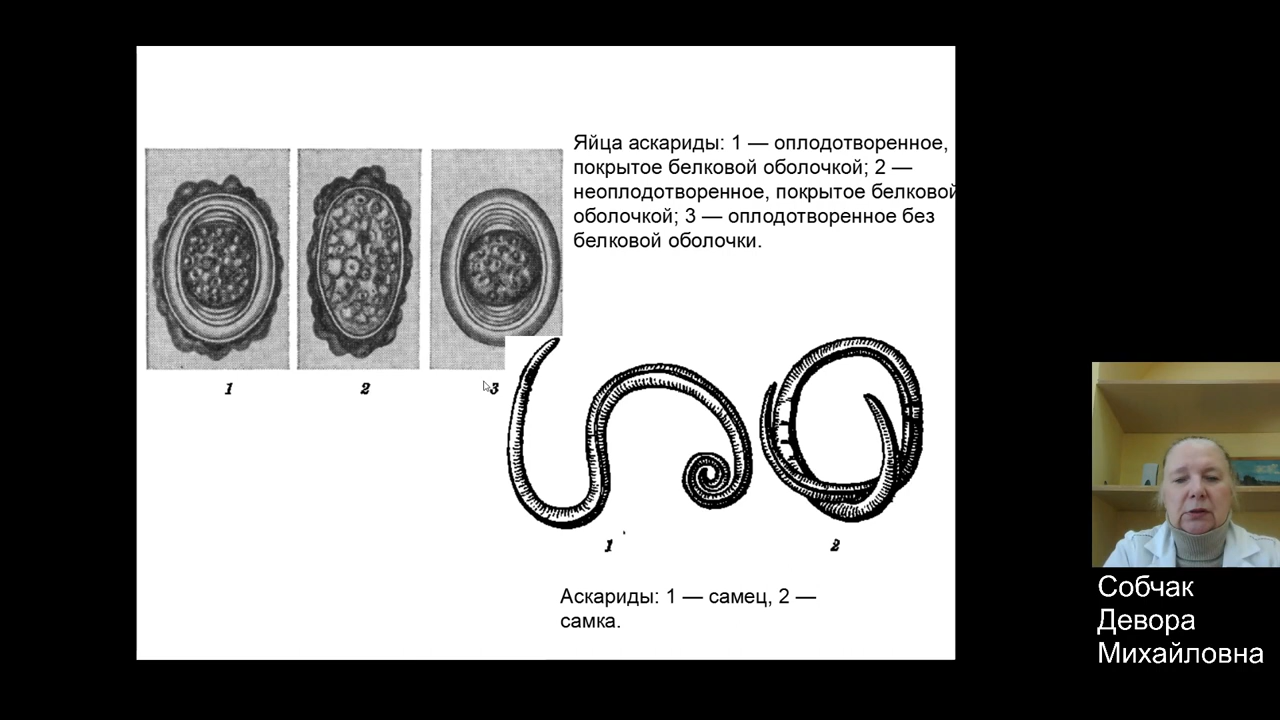 Яйца аскариды: 1 — оплодотворенное,
покрытое белковой оболочкой; 2 —
неоплодотворенное, покрытое белковой
оболочкой; 3 — оплодотворенное без
белковой оболочки.
1
2
3
1
2
Аскариды: 1 — самец, 2 —
самка.
Собчак
Девора
Михайловна